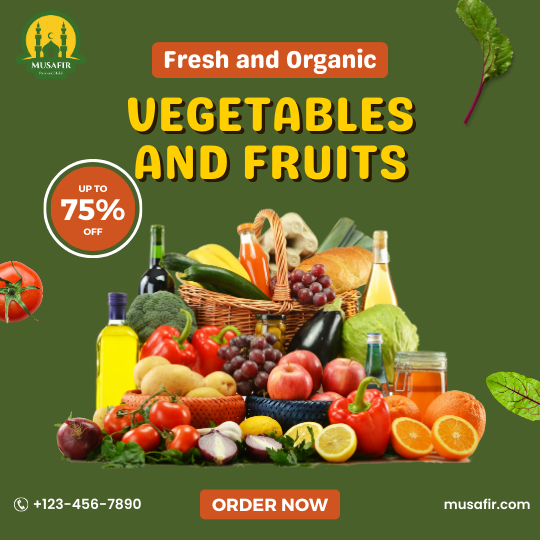 MUSAFIR
Fresh and Organic
VEGETABLES
AND FRUITS
UP TO
75%
OFF
+123-456-7890
ORDER NOW
musafir.com